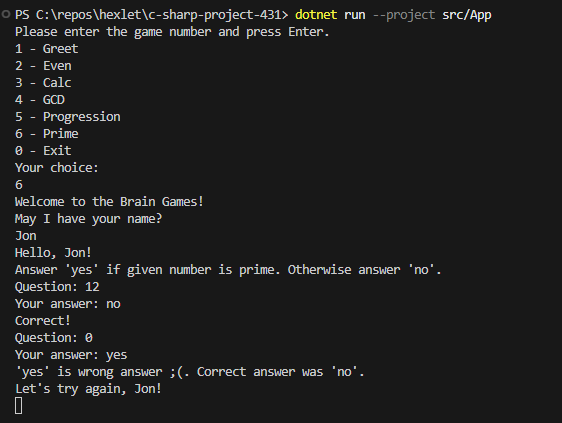 PS C:\repos\hexlet\c-sharp-project-431> dotnet run --project src/App
Please enter the game number and press Enter.
1 - Greet
2 - Even
3 - Calc
4 - GCD
5 - Progression
6 - Prime
0 - Exit
Your choice:
6
Welcome to the Brain Games!
May I have your name?
Jon
Hello, Jon!
Answer 'yes' if given number is prime. Otherwise answer 'no'.
Question: 12
Your answer: no
Correct!
Question: 0
Your answer: yes
'yes' is wrong answer ;(. Correct answer was 'no'.
Let's try again, Jon!